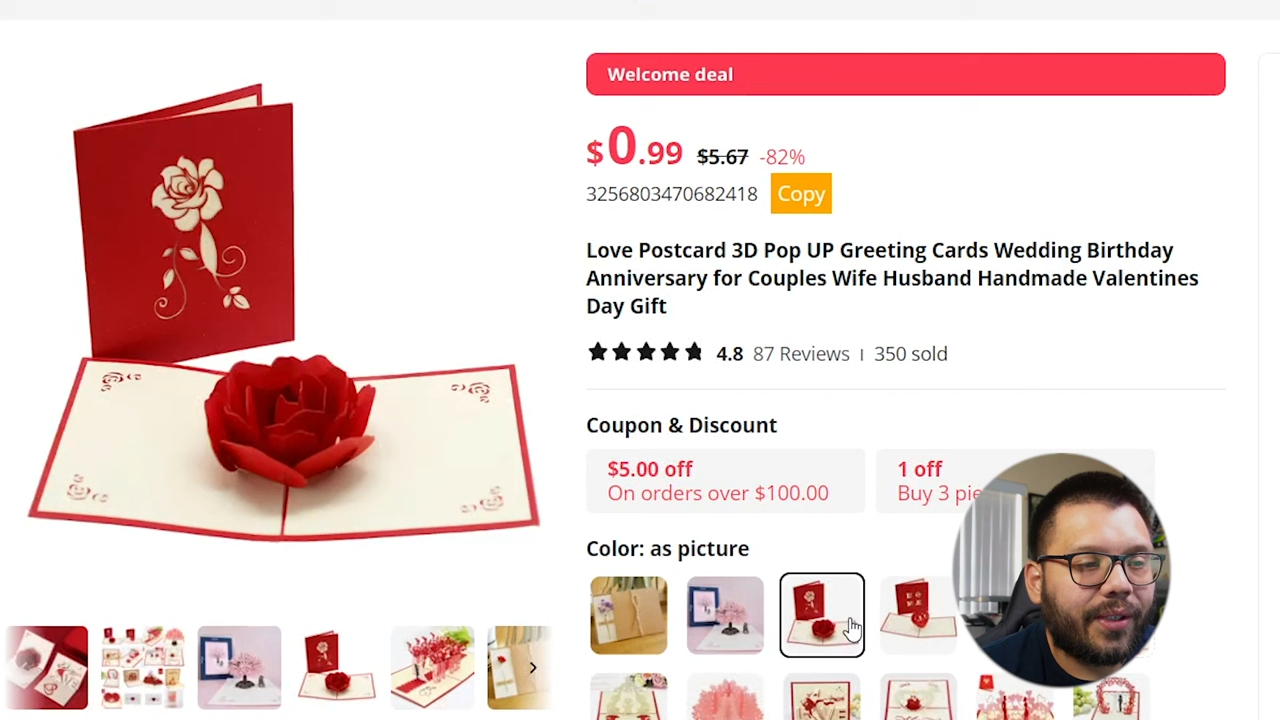 Welcome deal
$0.99 $5.67 -82%
3256803470682418 Copy
Love Postcard 3D Pop UP Greeting Cards Wedding Birthday
Anniversary for Couples Wife Husband Handmade Valentines
Day Gift
4.8 87 Reviews | 350 sold
Coupon & Discount
$5.00 off
On orders over $100.00
1 off
Buy 3
Color: as picture